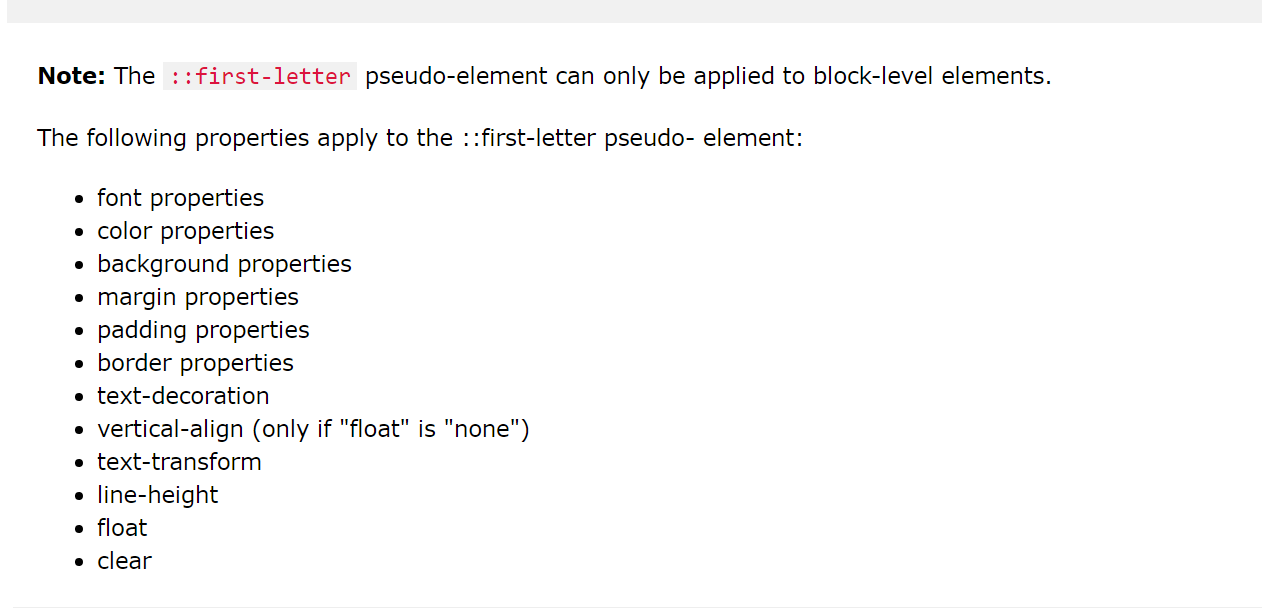 Note: The ::first-letter pseudo-element can only be applied to block-level elements.
The following properties apply to the ::first-letter pseudo- element:
font properties
color properties
background properties
margin properties
padding properties
border properties
text-decoration
vertical-align (only if "float" is "none")
text-transform
line-height
float
clear